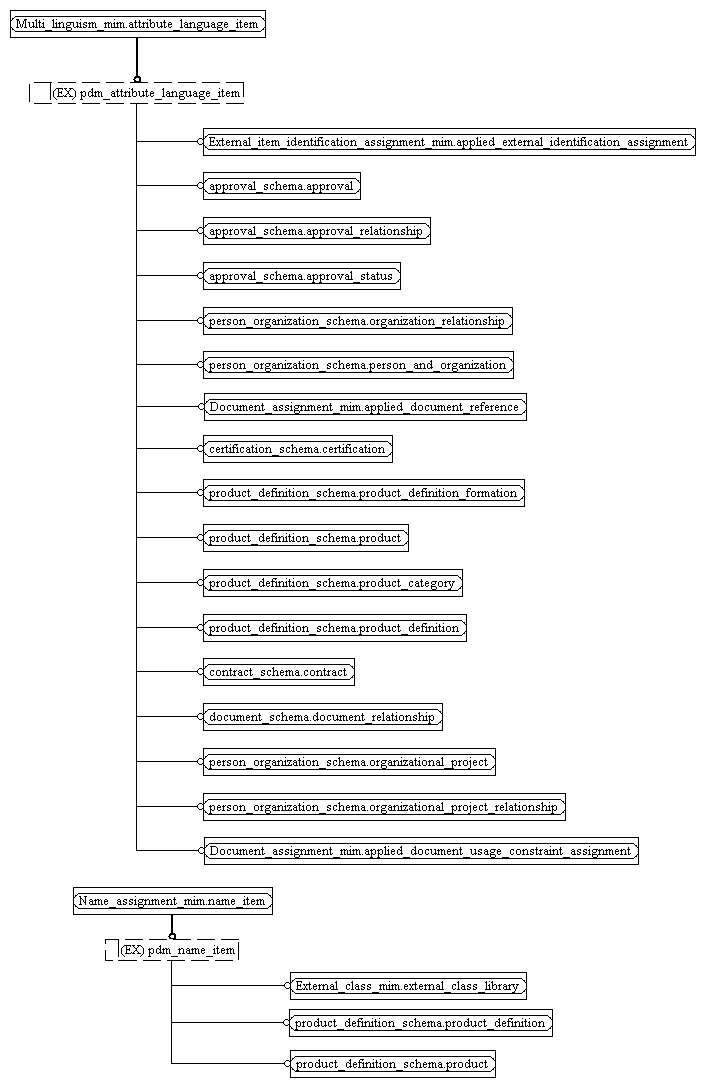 Multi_linguism_mim.attribute_language_item
(EX) pdm_attribute_language_item
External_item_identification_assignment_mim.applied_external_identification_assignment
approval_schema.approval
approval_schema.approval_relationship
approval_schema.approval_status
person_organization_schema.organization_relationship
person_organization_schema.person_and_organization
Document_assignment_mim.applied_document_reference
certification_schema.certification
product_definition_schema.product_definition_formation
product_definition_schema.product
product_definition_schema.product_category
product_definition_schema.product_definition
contract_schema.contract
document_schema.document_relationship
person_organization_schema.organizational_project
person_organization_schema.organizational_project_relationship
Document_assignment_mim.applied_document_usage_constraint_assignment
Name_assignment_mim.name_item
(EX) pdm_name_item
External_class_mim.external_class_library
product_definition_schema.product_definition
product_definition_schema.product